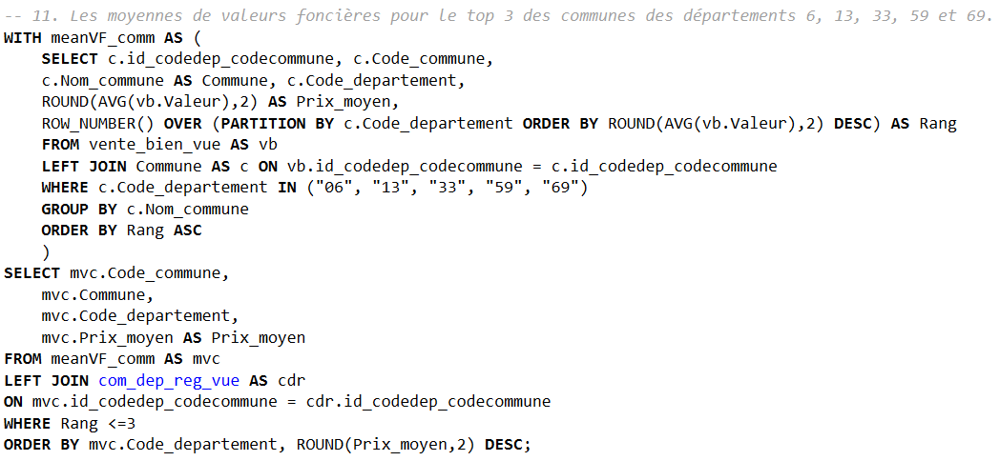 -- 11. Les moyennes de valeurs foncières pour le top 3 des communes des départements 6, 13, 33, 59 et 69.
WITH meanVF_comm AS (
    SELECT c.id_codedep_codecommune, c.Code_commune,
    c.Nom_commune AS Commune, c.Code_departement,
    ROUND(AVG(vb.Valeur),2) AS Prix_moyen,
    ROW_NUMBER() OVER (PARTITION BY c.Code_departement ORDER BY ROUND(AVG(vb.Valeur),2) DESC) AS Rang
    FROM vente_bien_vue AS vb
    LEFT JOIN Commune AS c ON vb.id_codedep_codecommune = c.id_codedep_codecommune
    WHERE c.Code_departement IN ("06", "13", "33", "59", "69")
    GROUP BY c.Nom_commune
    ORDER BY Rang ASC
    )
SELECT mvc.Code_commune,
    mvc.Commune,
    mvc.Code_departement,
    mvc.Prix_moyen AS Prix_moyen
FROM meanVF_comm AS mvc
LEFT JOIN com_dep_reg_vue AS cdr
ON mvc.id_codedep_codecommune = cdr.id_codedep_codecommune
WHERE Rang <=3
ORDER BY mvc.Code_departement, ROUND(Prix_moyen,2) DESC;